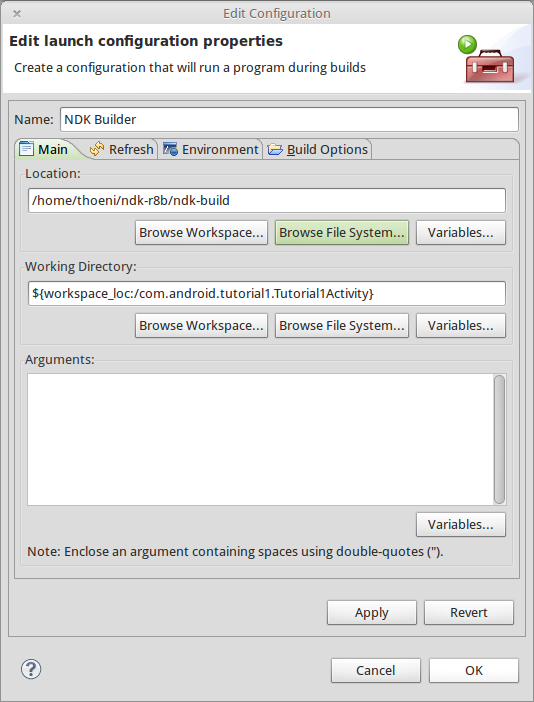 Edit Configuration
Edit launch configuration properties
Create a configuration that will run a program during builds
Name: NDK Builder
Main Refresh Environment Build Options
Location:
/home/thoeni/ndk-r8b/ndk-build
Browse Workspace... Browse File System... Variables...
Working Directory:
${workspace_loc:/com.android.tutorial1.Tutorial1Activity}
Browse Workspace... Browse File System... Variables...
Arguments:
Variables...
Note: Enclose an argument containing spaces using double-quotes (").
Apply Revert
? Cancel OK